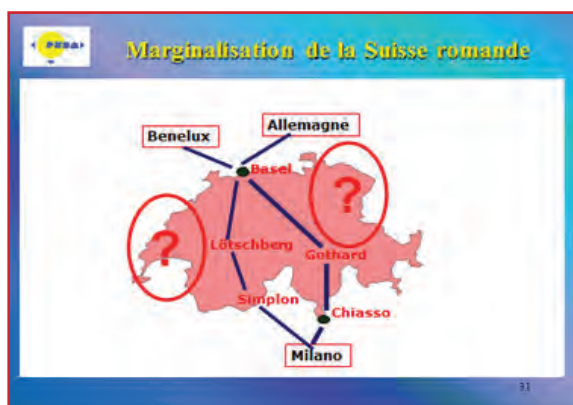 Marginalisation de la Suisse romande
Benelux
Allemagne
Basel
?
?
Lötschberg
Gothard
Simplon
Chiasso
Milano
31